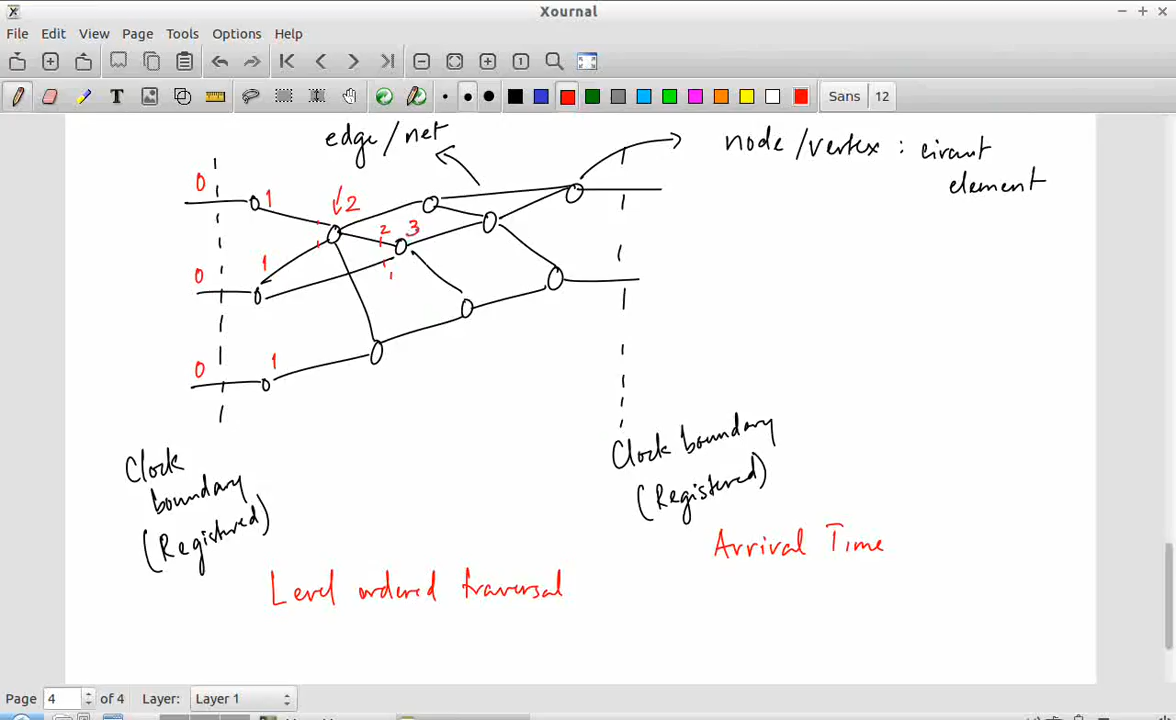 Xournal
File Edit View Page Tools Options Help
Sans 12
edge/net
node/vertex : circuit
element
0 1 2
2 3
0 1
1
0 1
Clock
boundary
(Registered)
Clock boundary
(Registered)
Arrival Time
Level ordered traversal
Page 4 of 4 Layer: Layer 1